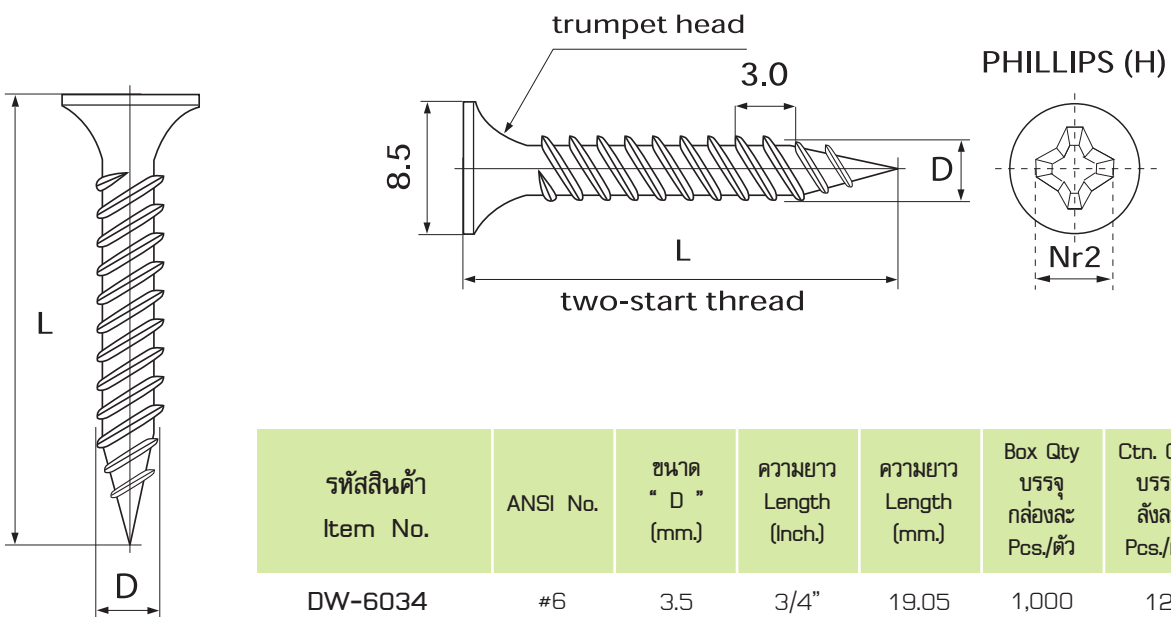 trumpet head
3.0
PHILLIPS (H)
8.5
D
Nr2
L
two-start thread
L
D
รหัสสินค้า
Item No.
ANSI No.
ขนาด
“ D ”
(mm.)
ความยาว
Length
(Inch.)
ความยาว
Length
(mm.)
Box Qty
บรรจุ
กล่องละ
Pcs./ตัว
Ctn.
DW-6034 #6 3.5 3/4” 19.05 1,000